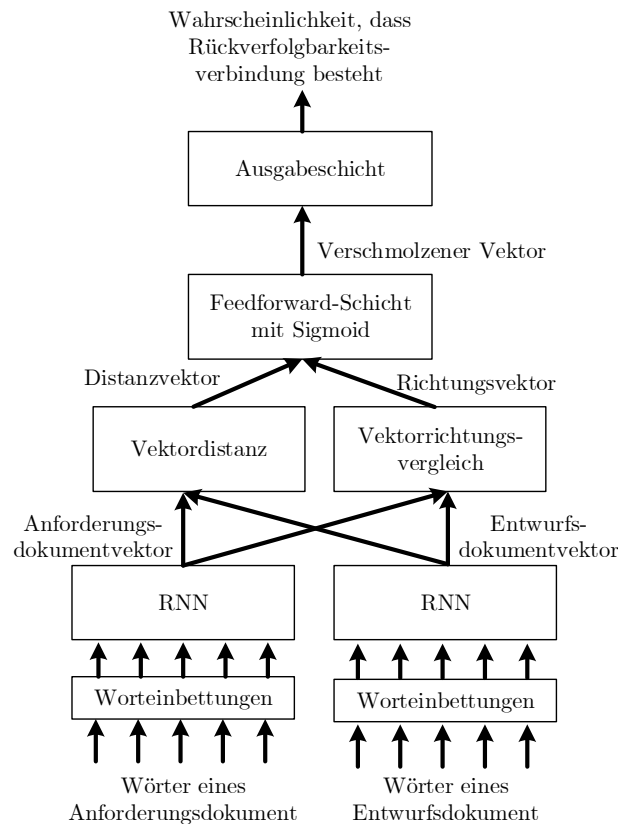 Wahrscheinlichkeit, dass
Rückverfolgbarkeits-
verbindung besteht
Ausgabeschicht
Verschmolzener Vektor
Feedforward-Schicht
mit Sigmoid
Distanzvektor
Richtungsvektor
Vektordistanz
Vektorrichtungs-
vergleich
Anforderungs-
dokumentvektor
Entwurfs-
dokumentvektor
RNN
RNN
Worteinbettungen
Worteinbettungen
Wörter eines
Anforderungsdokument
Wörter eines
Entwurfsdokument